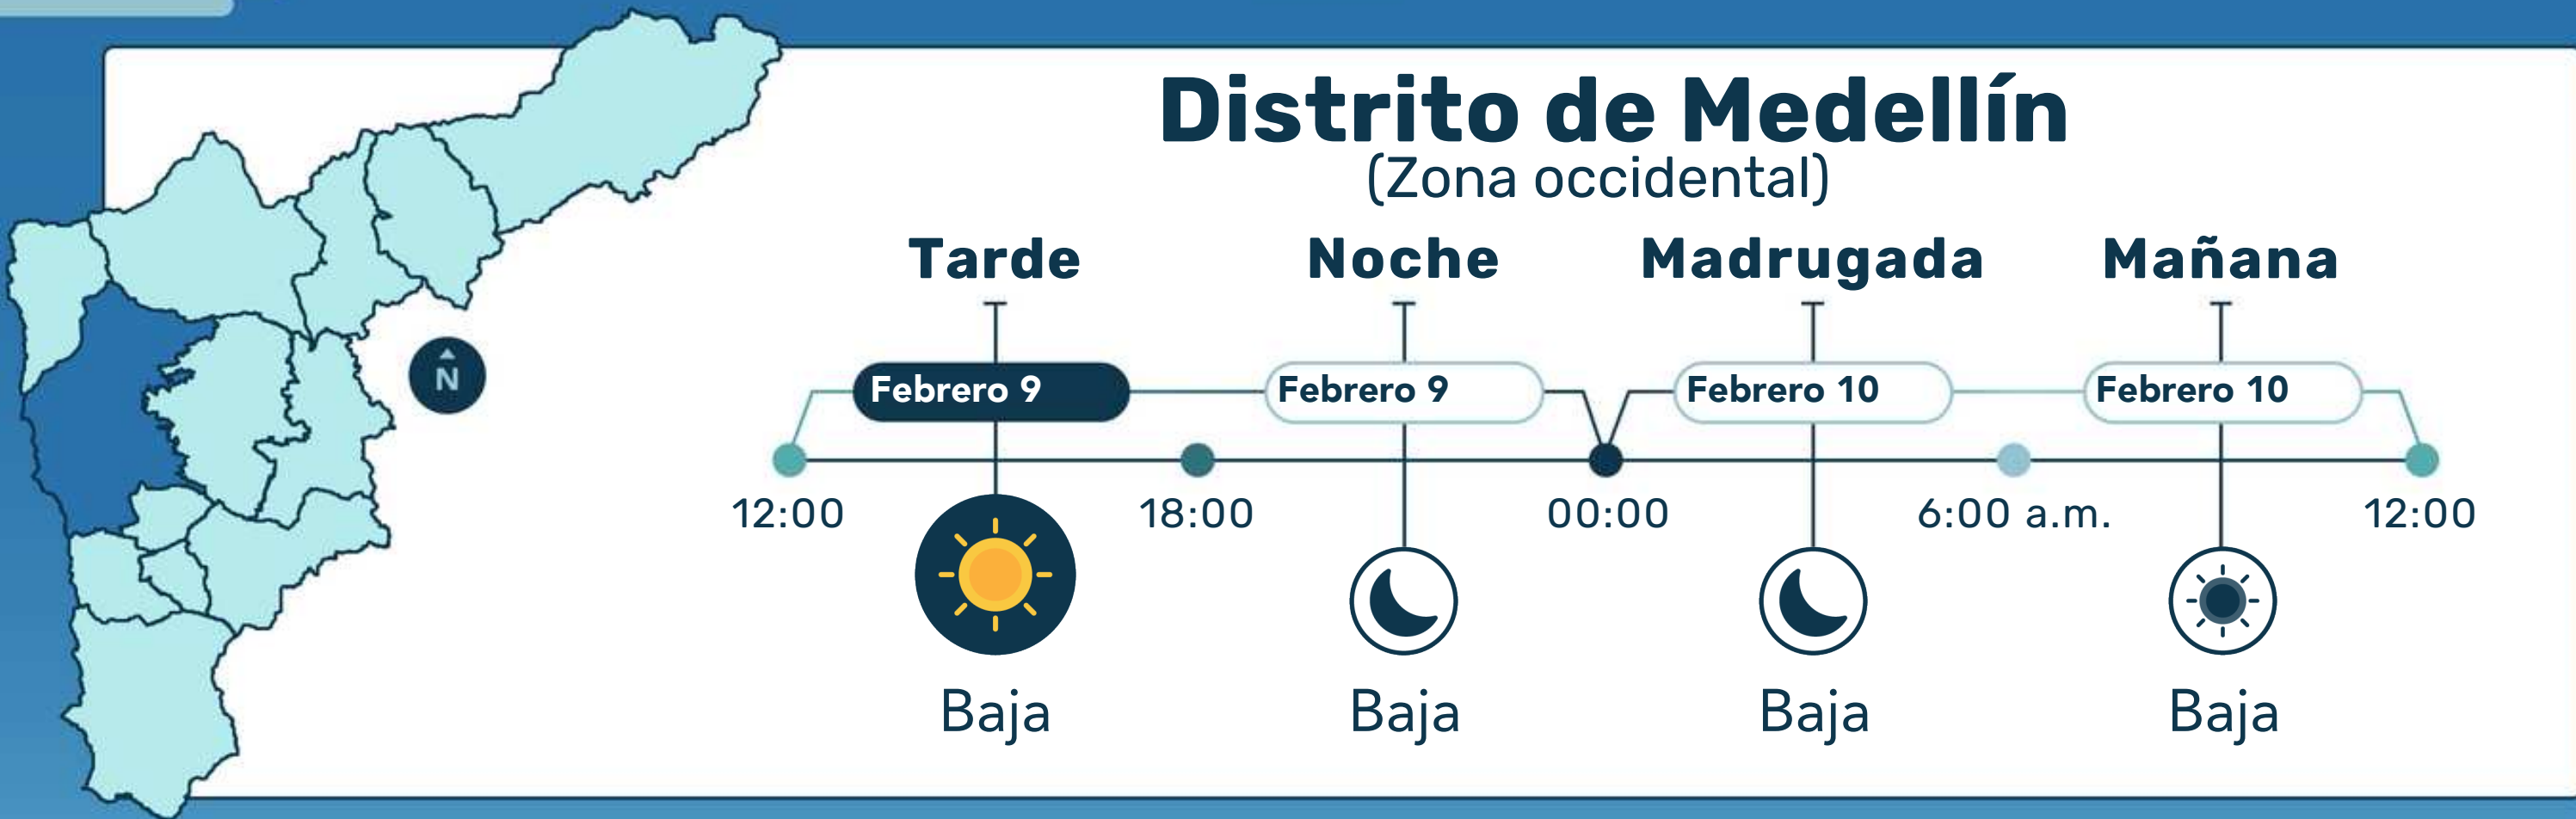 Distrito de Medellín
(Zona occidental)
Tarde Noche Madrugada Mañana
N
Febrero 9 Febrero 9 Febrero 10 Febrero 10
12:00 18:00 00:00 6:00 a.m. 12:00
Baja Baja Baja Baja